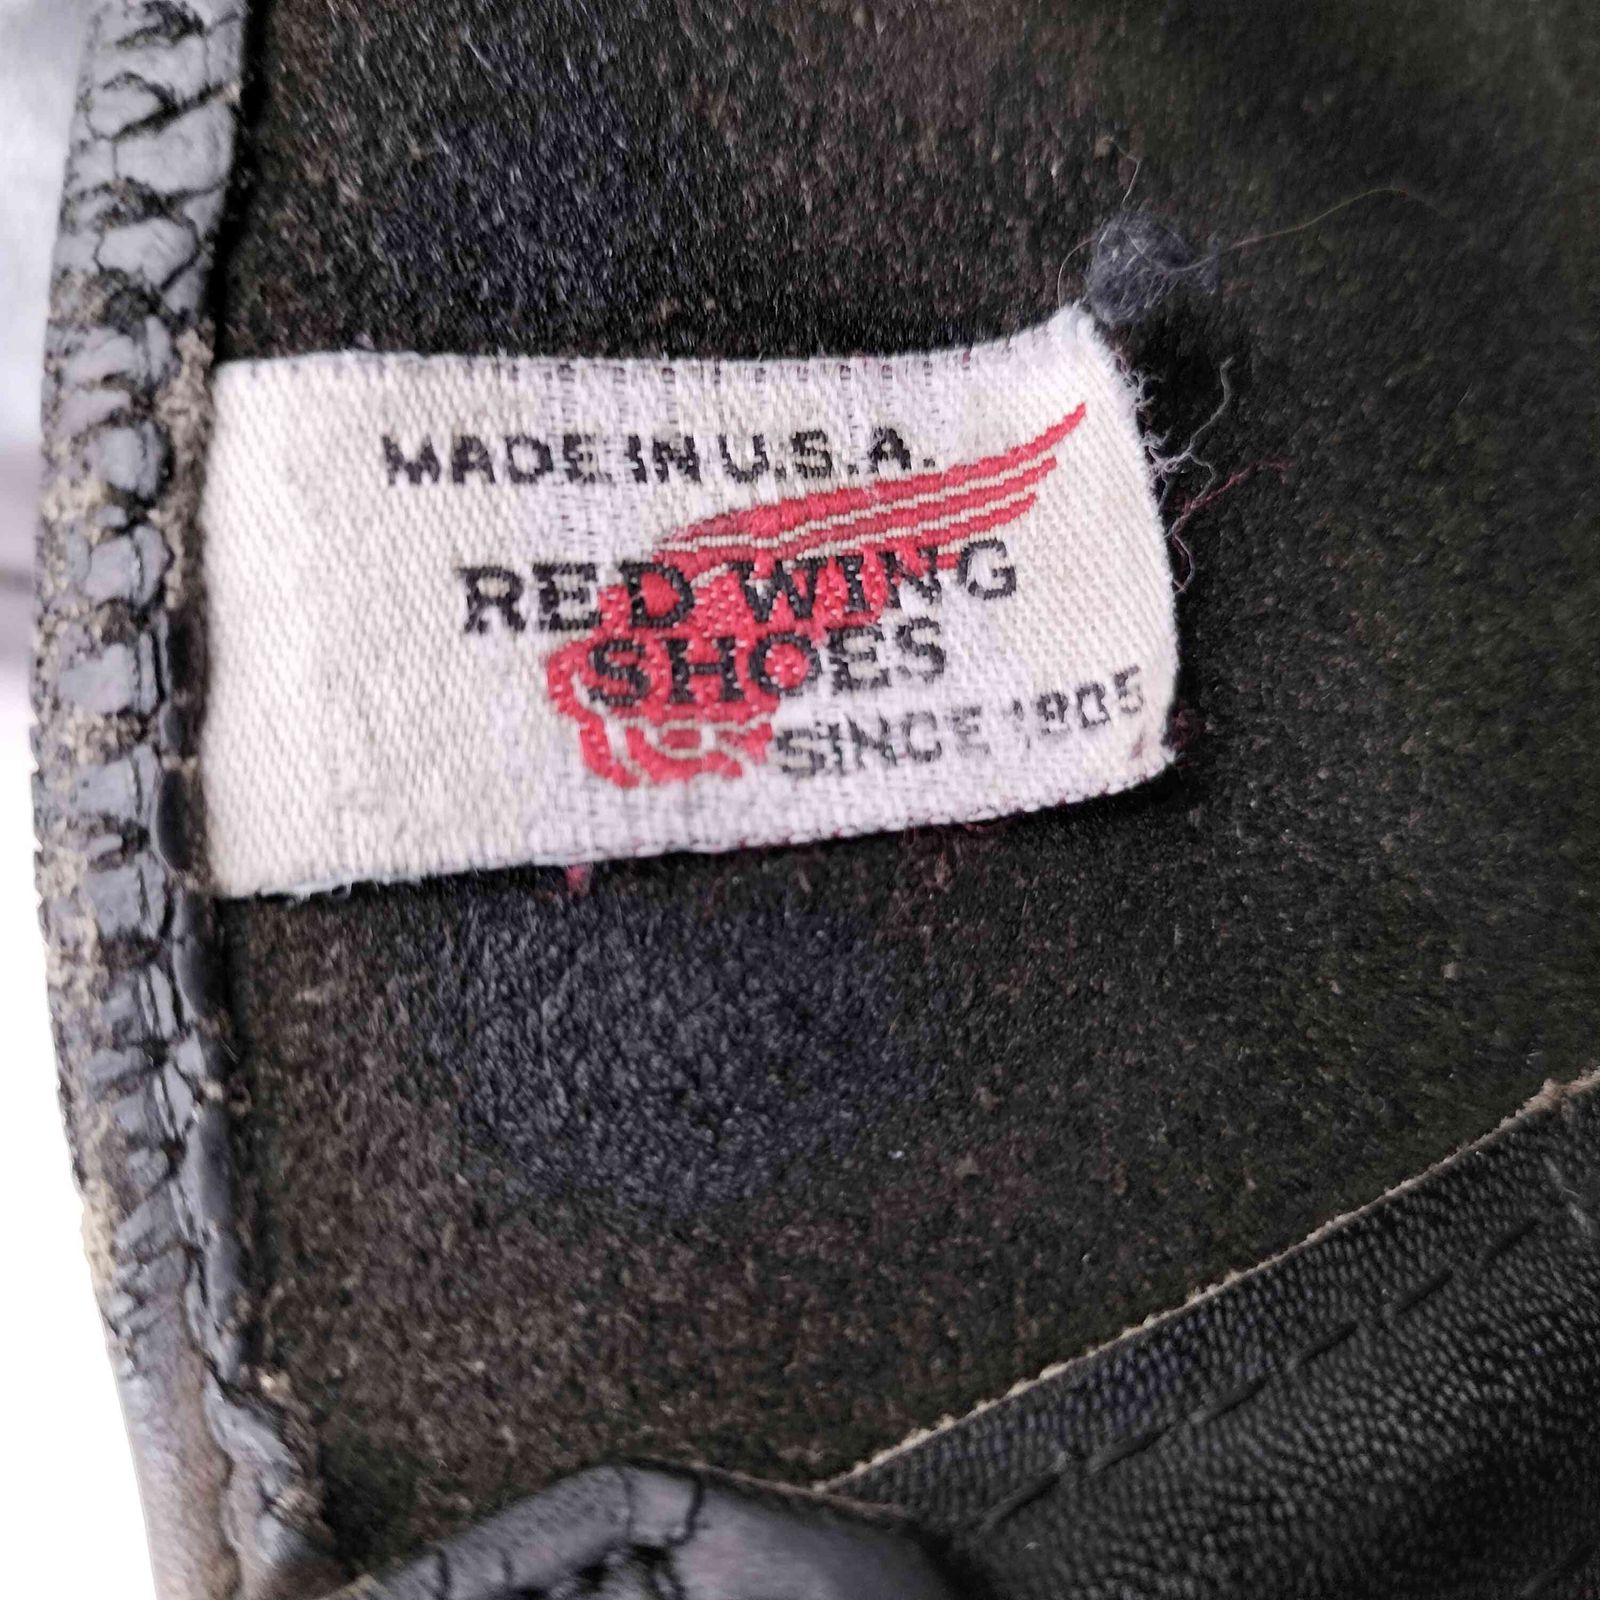 MADE IN U.S.A.
RED WING
SHOES
SINCE 1905